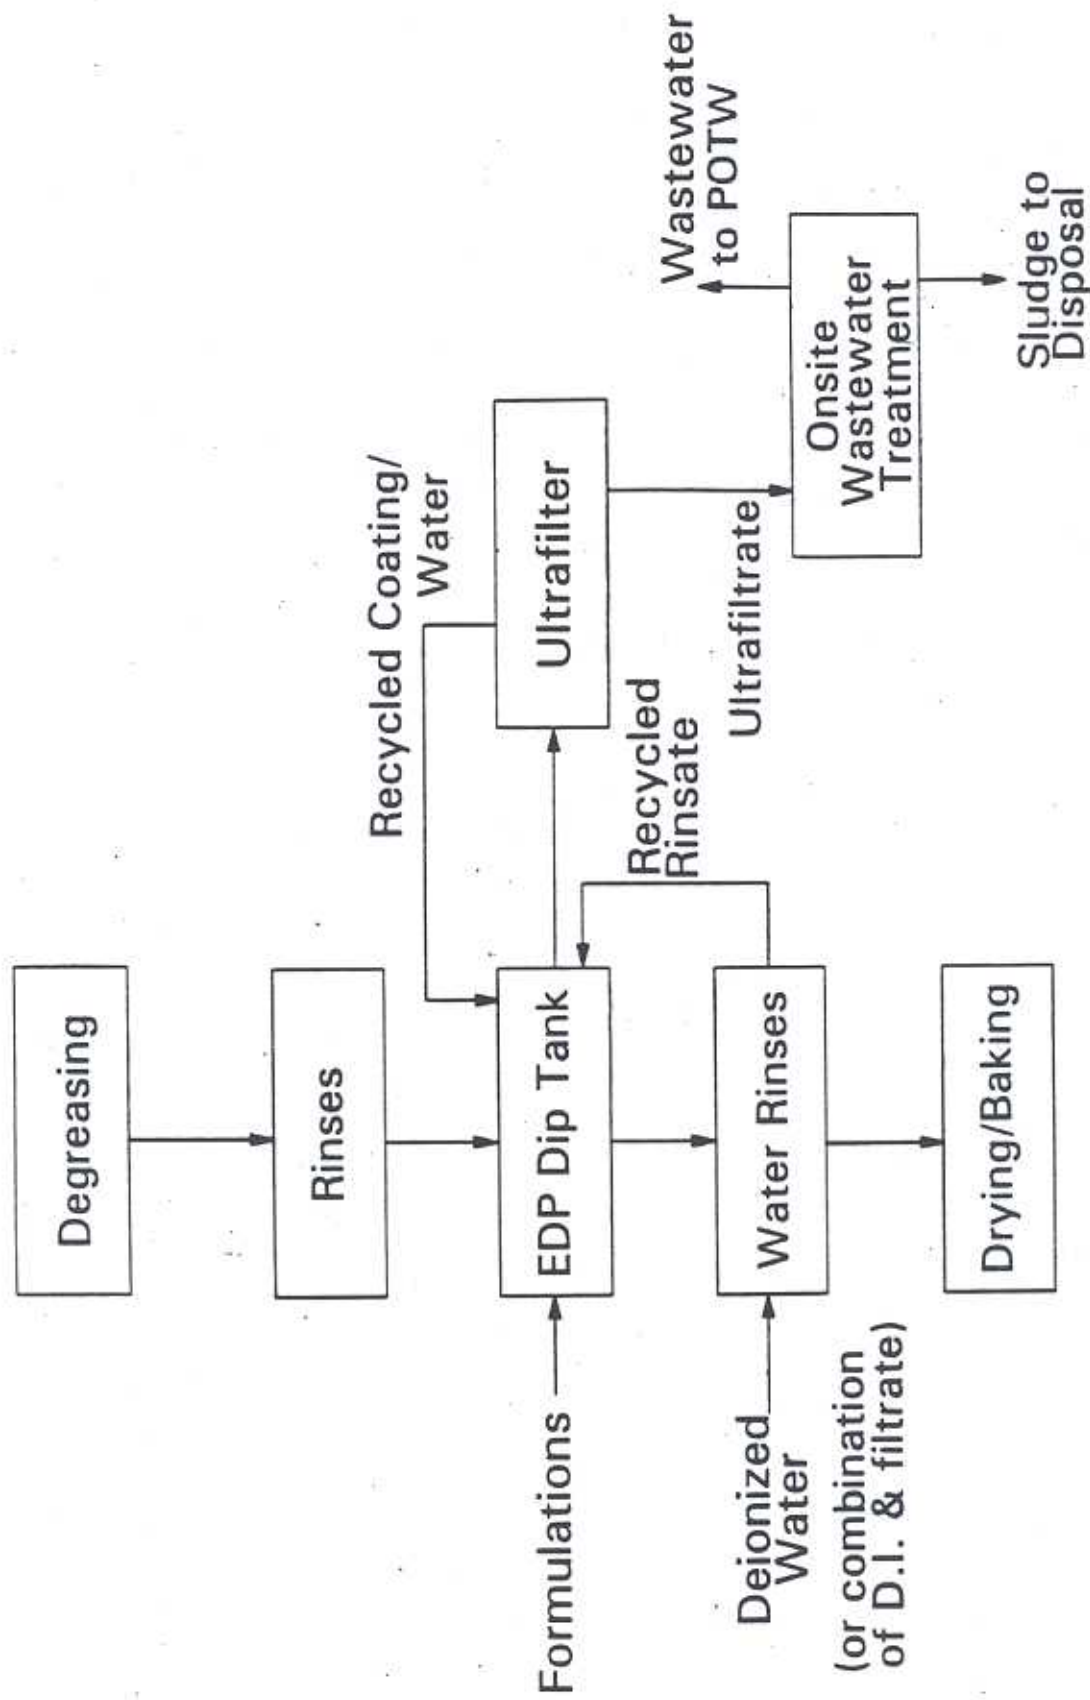 Degreasing
Rinses
Recycled Coating/
Water
Formulations
EDP Dip Tank
Ultrafilter
Recycled
Rinsate
Ultrafiltrate
Wastewater
to POTW
Deionized
Water
(or combination
of D.I. & filtrate)
Water Rinses
Onsite
Wastewater
Treatment
Sludge to
Disposal
Drying/Baking